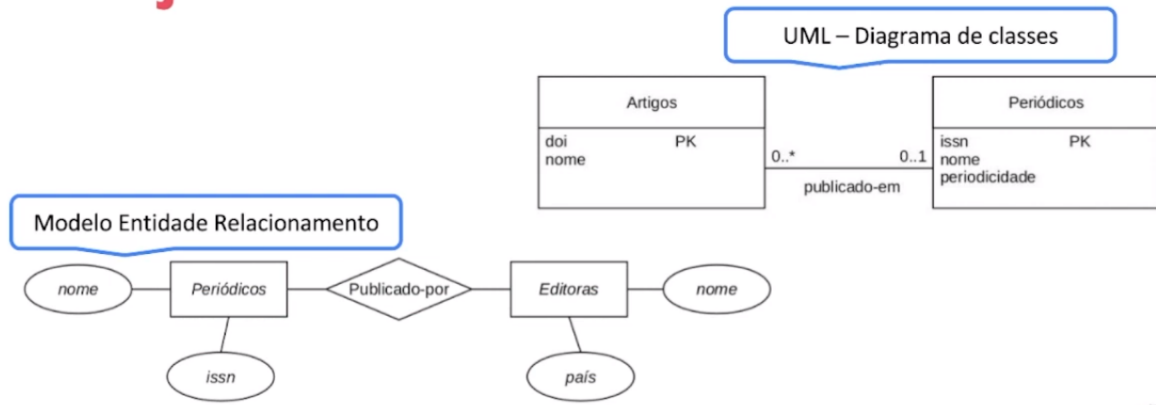 UML – Diagrama de classes
Artigos
doi PK
nome
0..* 0..1
publicado-em
Periódicos
issn PK
nome
periodicidade
Modelo Entidade Relacionamento
nome
Periódicos
Publicado-por
Editoras
nome
issn
país